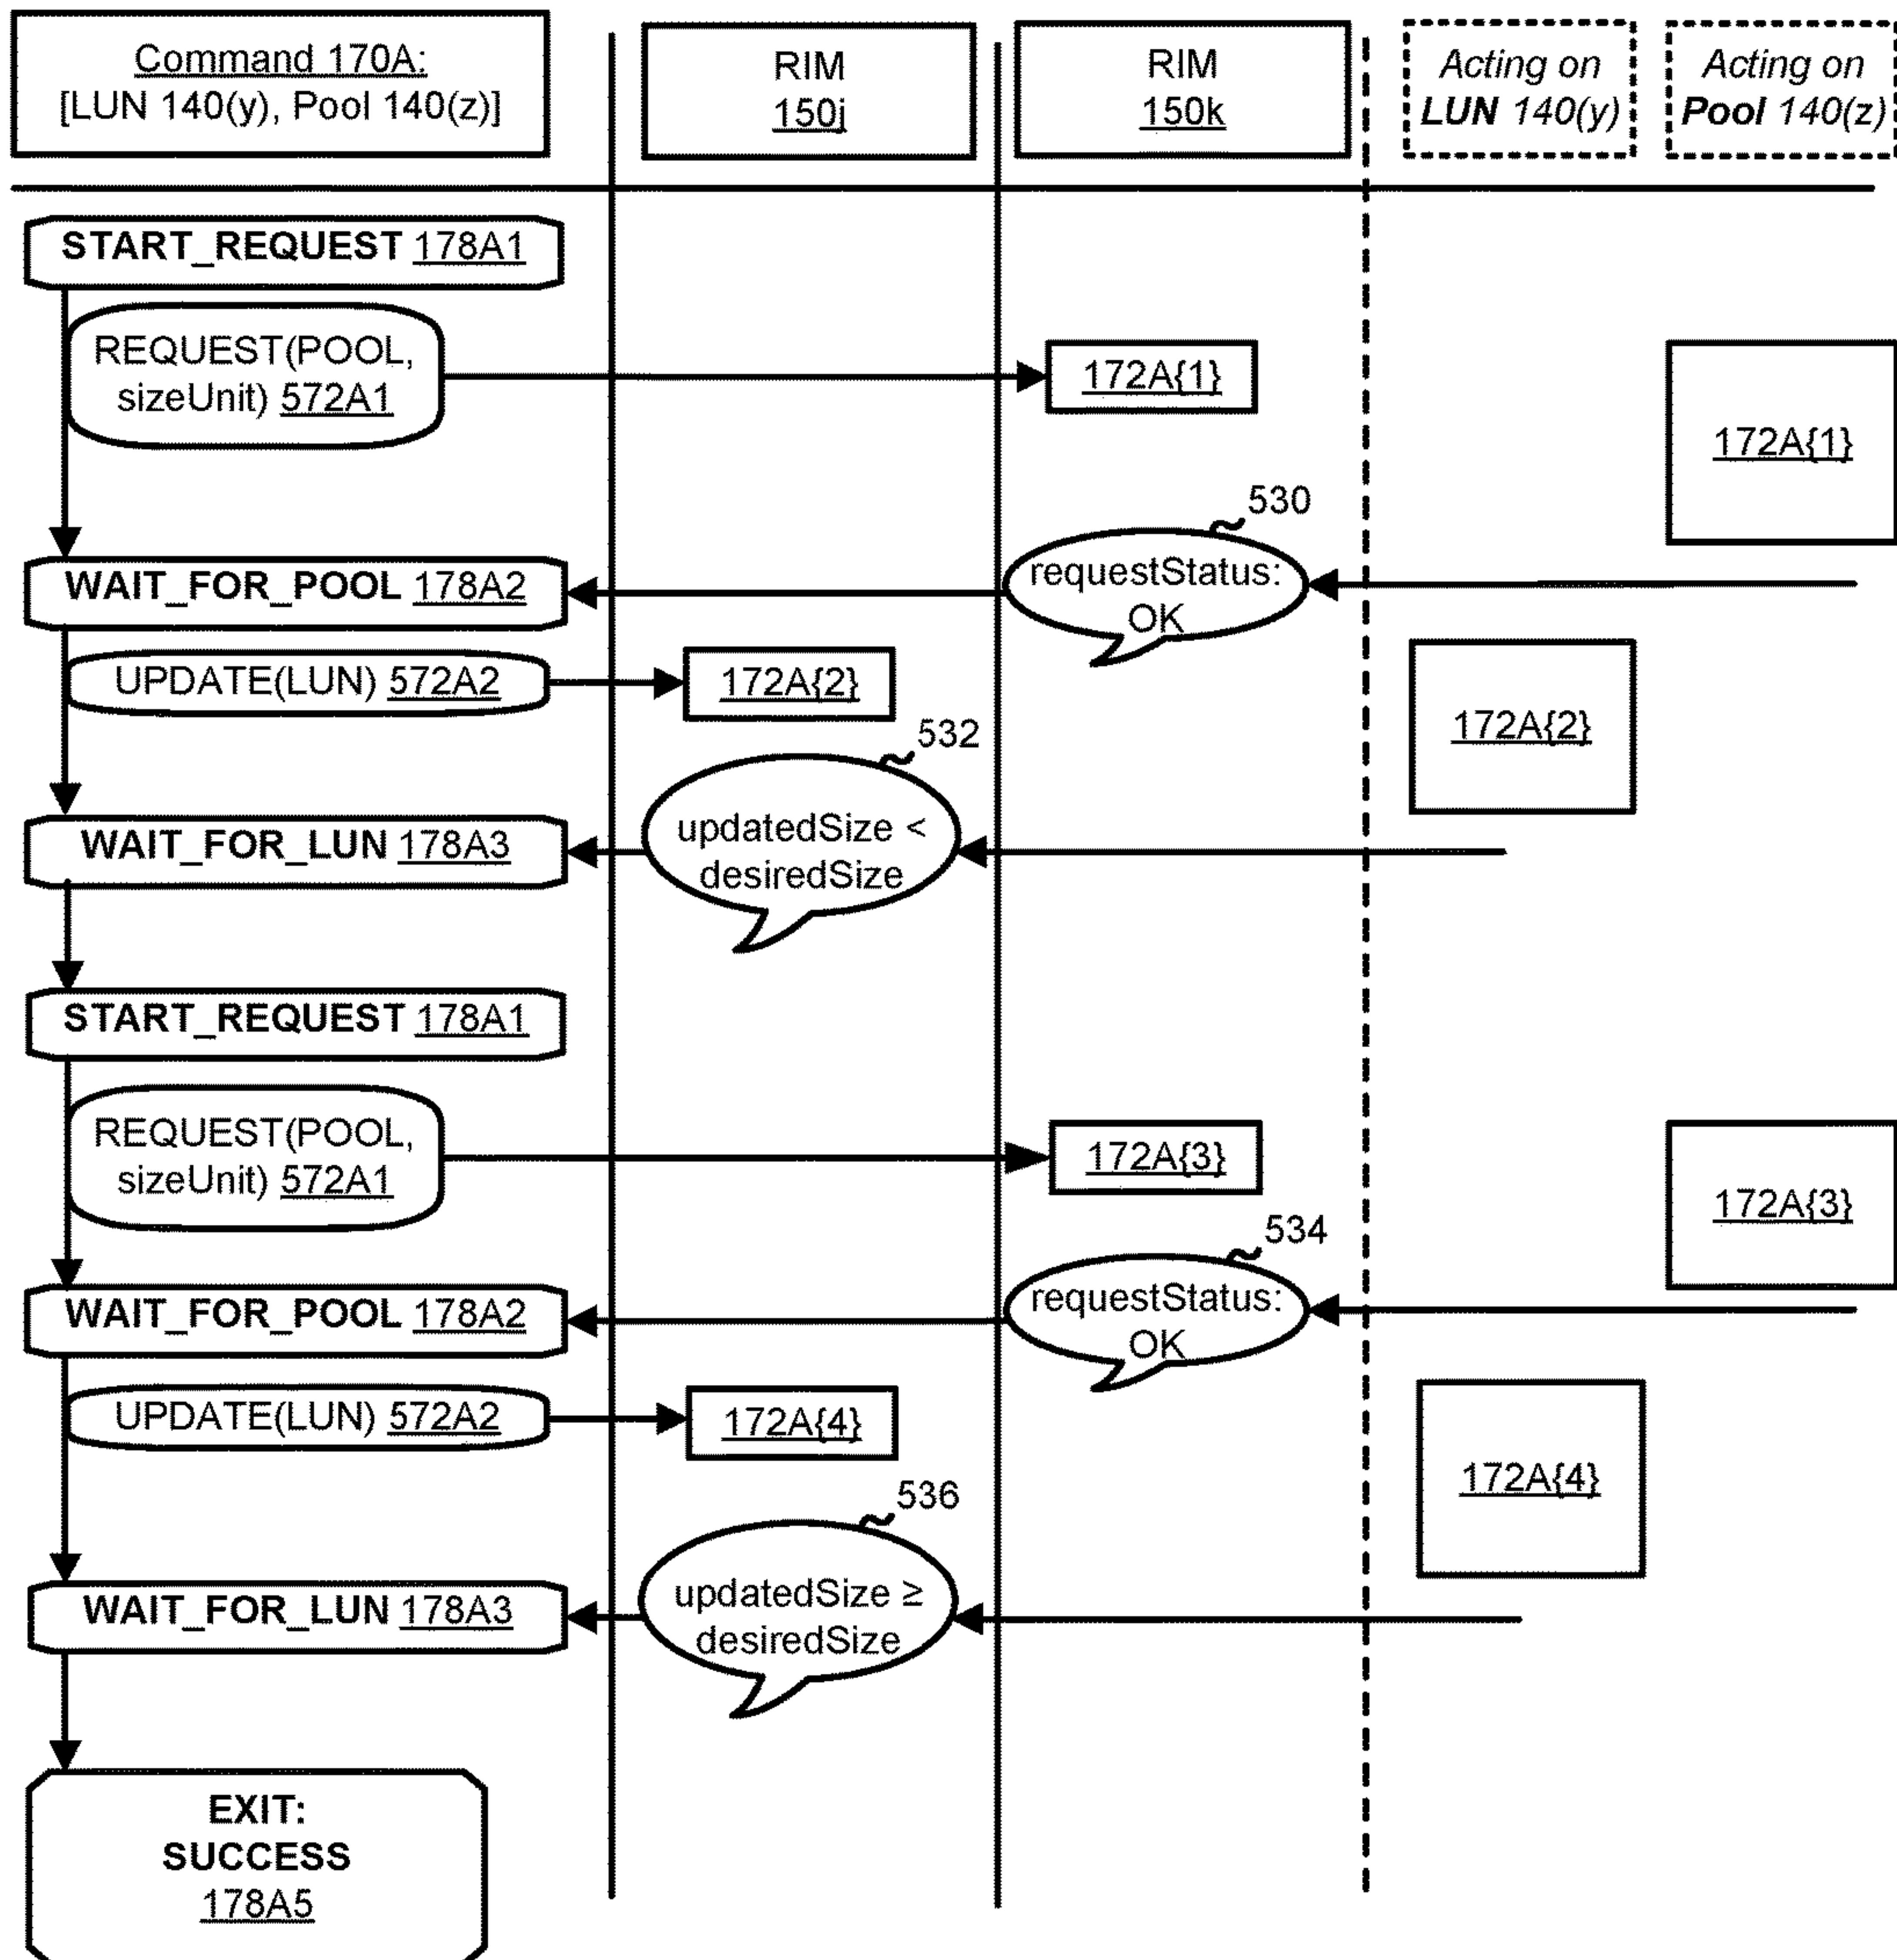 Command 170A:
[LUN 140(y), Pool 140(z)]
RIM
150j
RIM
150k
Acting on
LUN 140(y)
Acting on
Pool 140(z)
START_REQUEST 178A1
REQUEST(POOL,
sizeUnit) 572A1
172A{1}
172A{1}
530
requestStatus:
OK
WAIT_FOR_POOL 178A2
UPDATE(LUN) 572A2
172A{2}
172A{2}
532
updatedSize <
desiredSize
WAIT_FOR_LUN 178A3
START_REQUEST 178A1
REQUEST(POOL,
sizeUnit) 572A1
172A{3}
172A{3}
534
requestStatus:
OK
WAIT_FOR_POOL 178A2
UPDATE(LUN) 572A2
172A{4}
172A{4}
536
updatedSize ≥
desiredSize
WAIT_FOR_LUN 178A3
EXIT:
SUCCESS
178A5